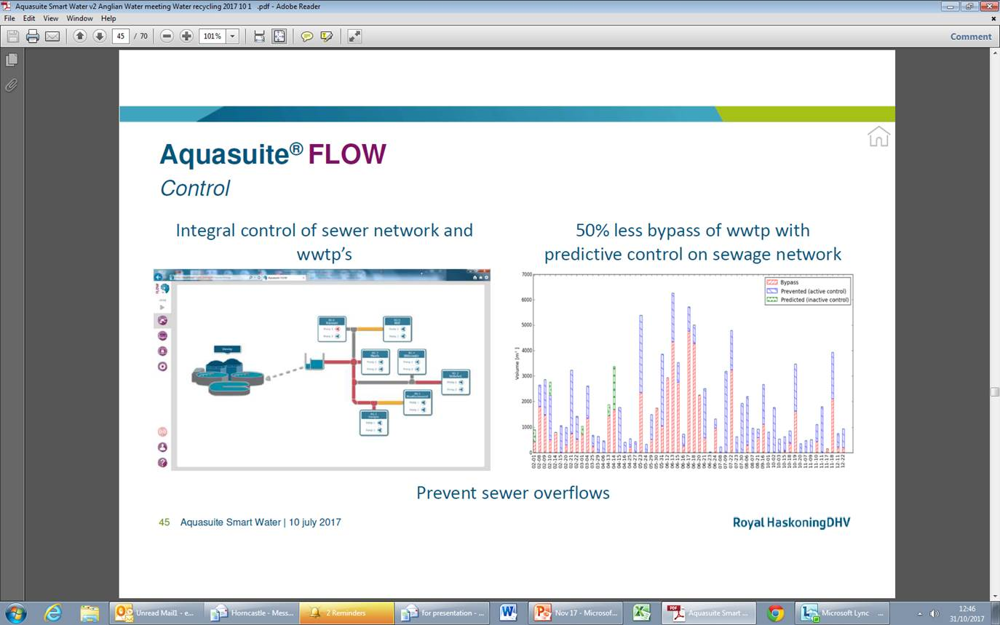 Aquasuite Smart Water v2 Anglian Water meeting Water recycling 2017 10 1 .pdf - Adobe Reader
File Edit View Window Help
45 / 70
101%
Comment
Aquasuite® FLOW
Control
Integral control of sewer network and
wwtp's
50% less bypass of wwtp with
predictive control on sewage network
7000
6000
5000
4000
3000
2000
1000
0
Volume [m³]
Bypass
Prevented (active control)
Predicted (inactive control)
Prevent sewer overflows
45 Aquasuite Smart Water | 10 july 2017
Royal HaskoningDHV
Unread Mail1 - e...
Horncastle - Mess...
2 Reminders
for presentation - ...
Nov 17 - Microsof...
Aquasuite Smart ...
Microsoft Lync ...
12:46
31/10/2017